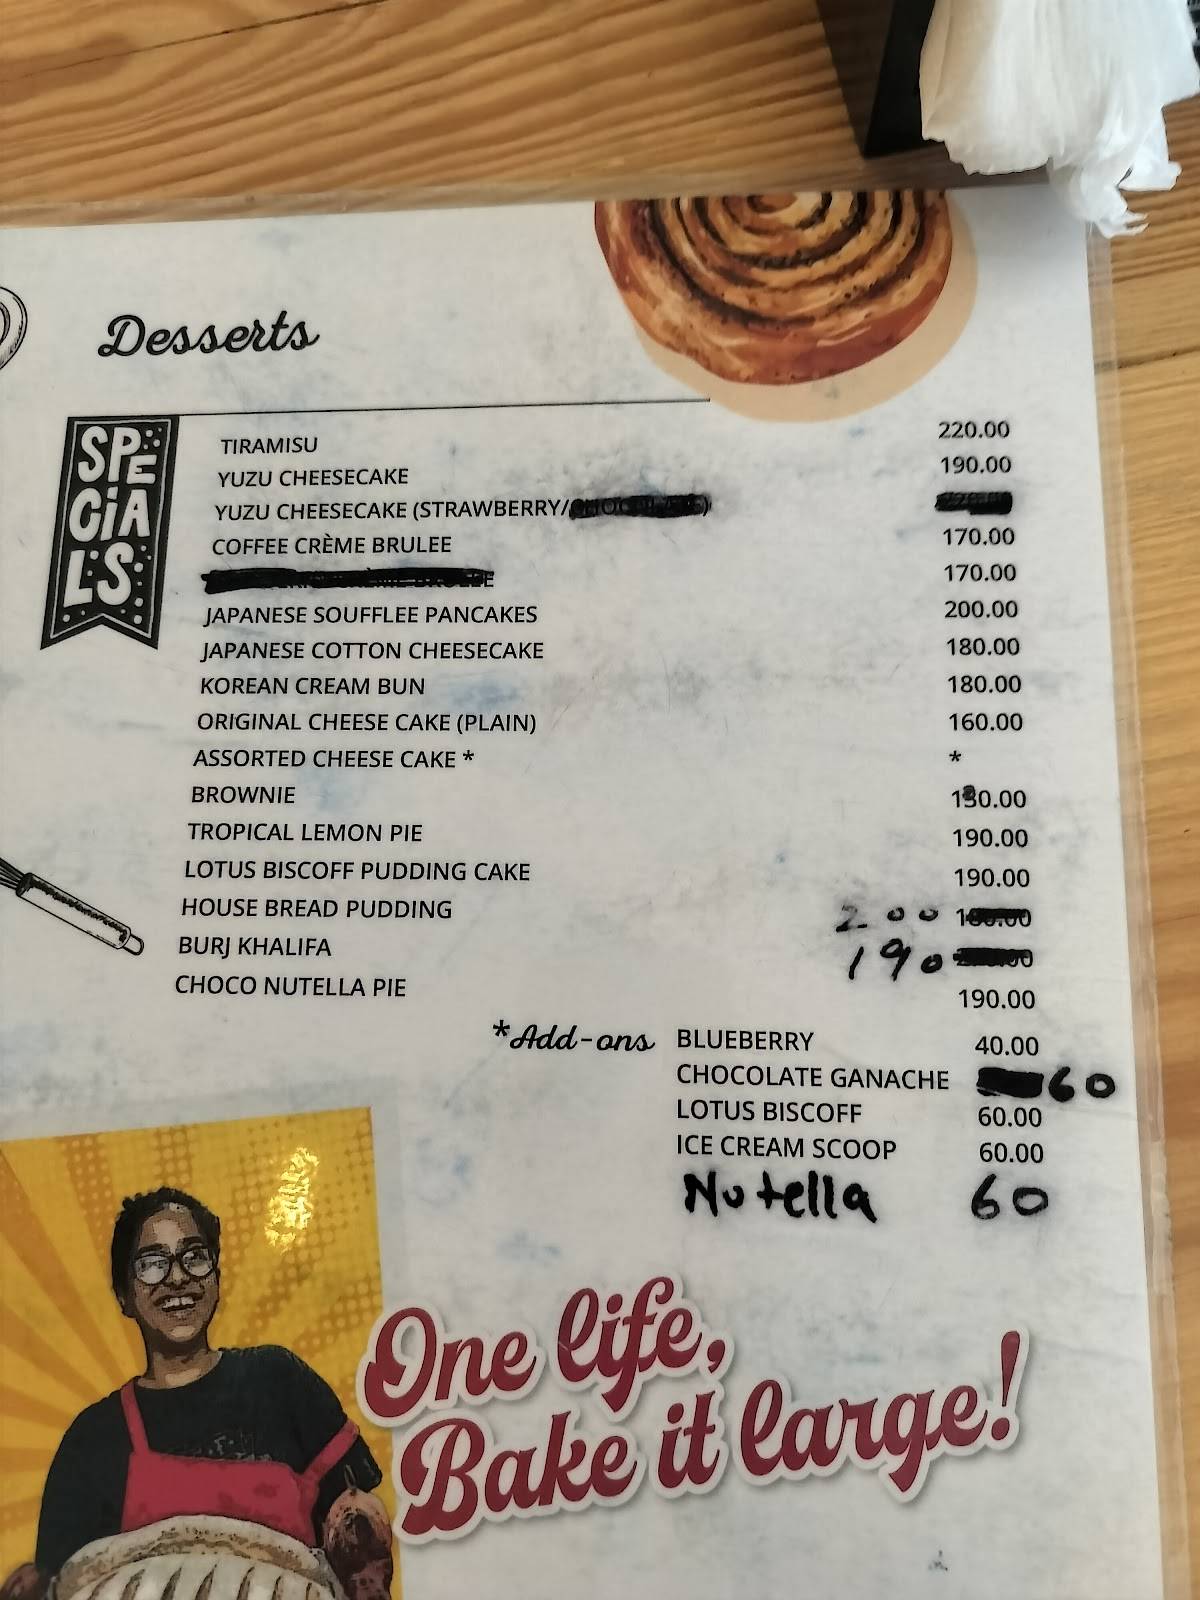 Desserts
SPECIALS
TIRAMISU 220.00
YUZU CHEESECAKE 190.00
YUZU CHEESECAKE (STRAWBERRY/
COFFEE CRÈME BRULEE 170.00
170.00
JAPANESE SOUFFLEE PANCAKES 200.00
JAPANESE COTTON CHEESECAKE 180.00
KOREAN CREAM BUN 180.00
ORIGINAL CHEESE CAKE (PLAIN) 160.00
ASSORTED CHEESE CAKE * *
BROWNIE
TROPICAL LEMON PIE 190.00
LOTUS BISCOFF PUDDING CAKE 190.00
HOUSE BREAD PUDDING 200
BURJ KHALIFA 190
CHOCO NUTELLA PIE 190.00
*Add-ons BLUEBERRY 40.00
CHOCOLATE GANACHE 60
LOTUS BISCOFF 60.00
ICE CREAM SCOOP 60.00
Nutella 60
One life,
Bake it large!